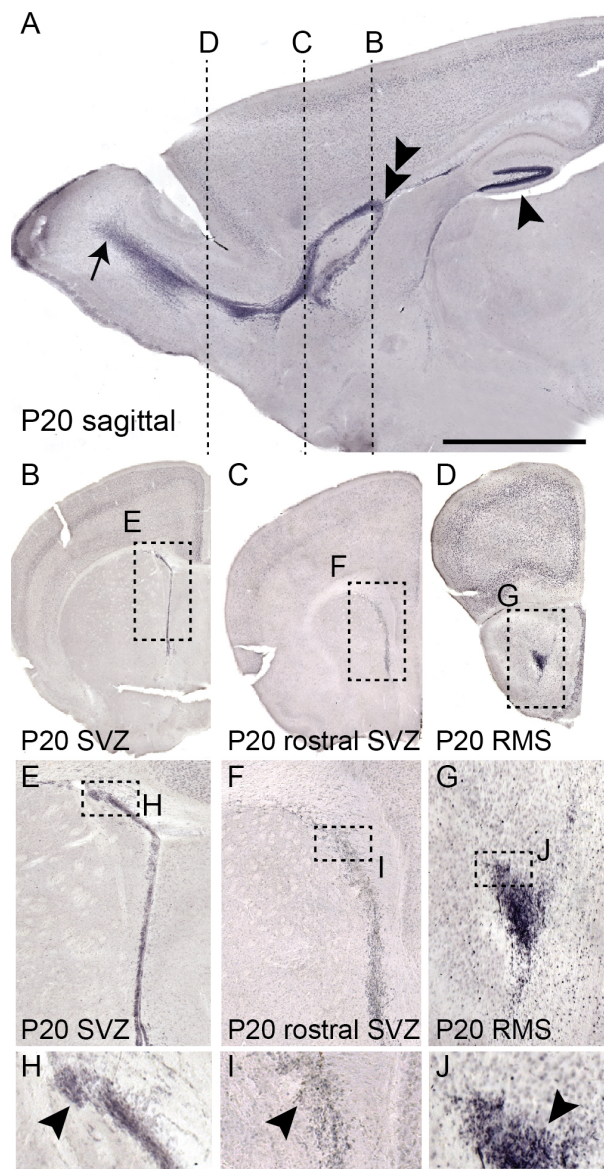 A
D C B
P20 sagittal
B C D
E
F
G
P20 SVZ P20 rostral SVZ P20 RMS
E F G
H
I
J
P20 SVZ P20 rostral SVZ P20 RMS
H I J